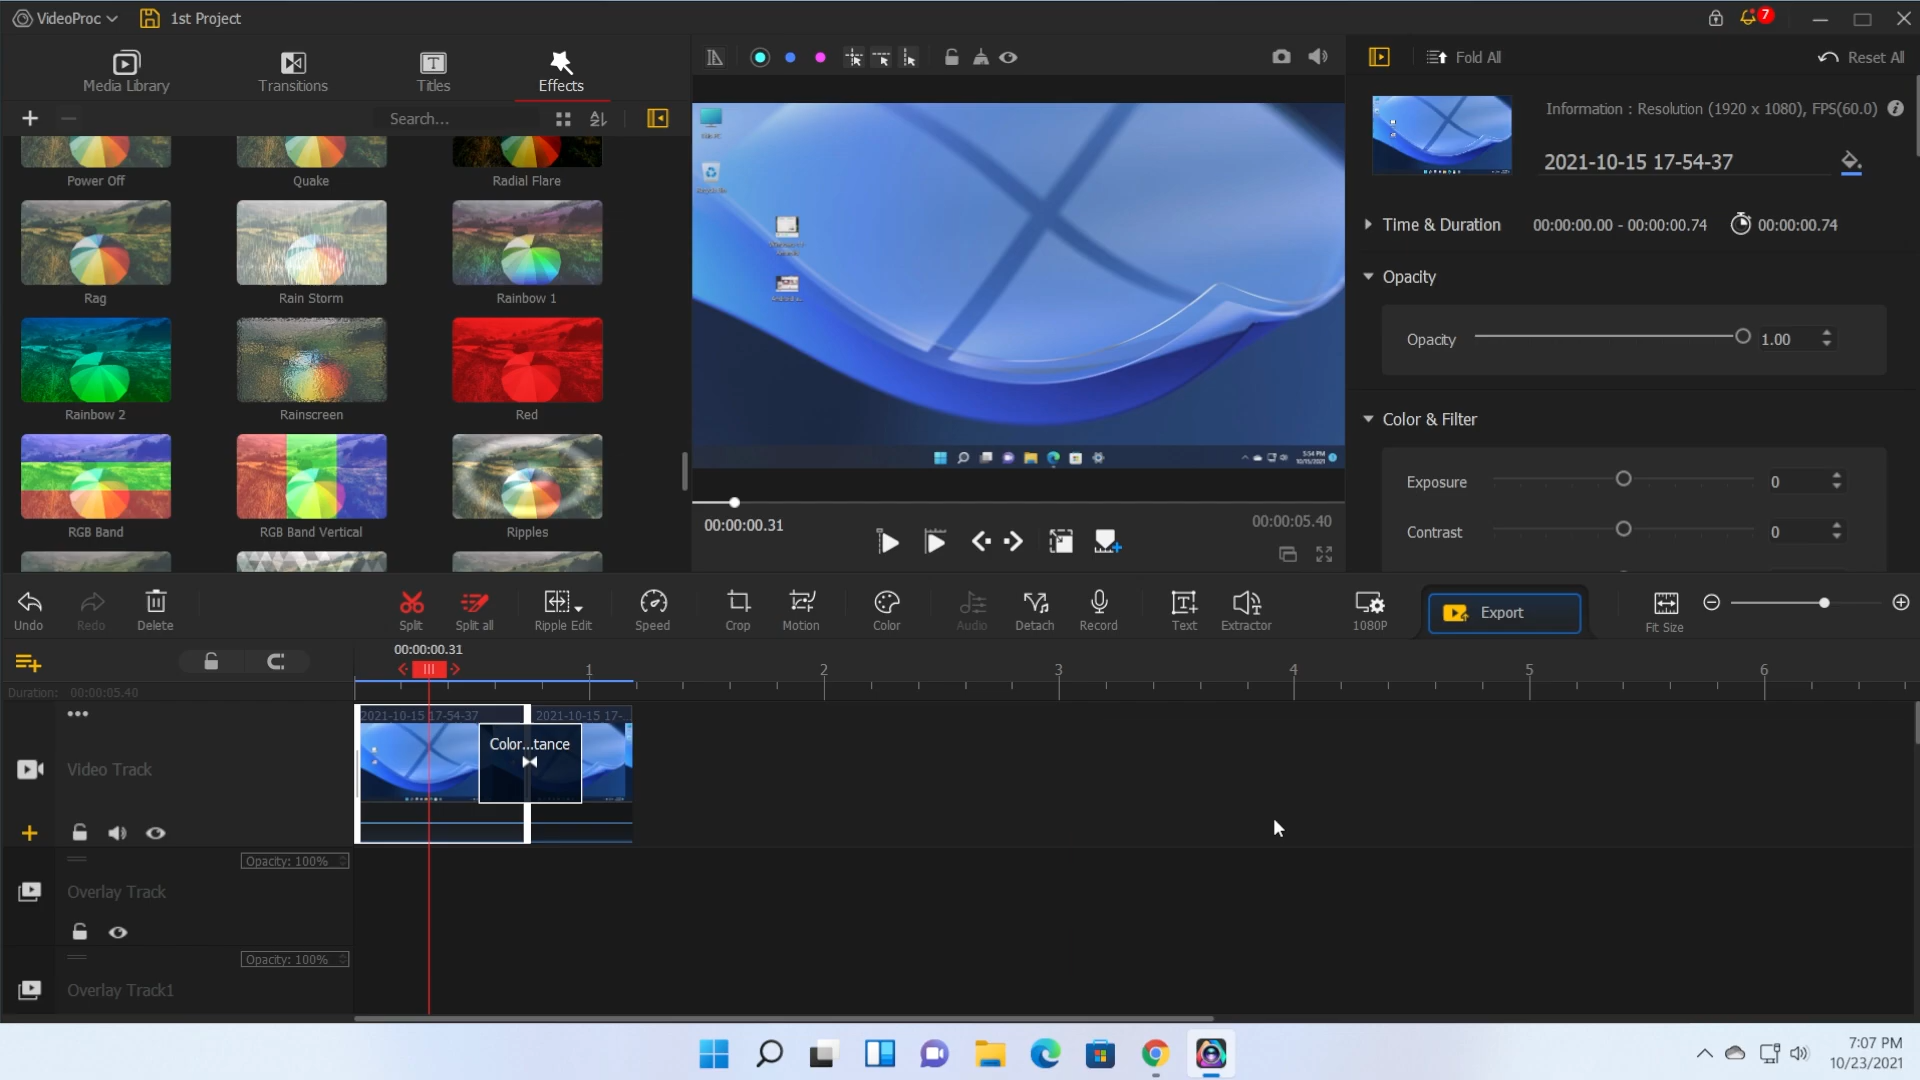 VideoProc
1st Project
7
Media Library
Transitions
Titles
Effects
Fold All
Reset All
Search...
Information : Resolution (1920 x 1080), FPS(60.0)
2021-10-15 17-54-37
Power Off
Quake
Radial Flare
Time & Duration
00:00:00.00 - 00:00:00.74
00:00:00.74
Rag
Rain Storm
Rainbow 1
Opacity
Opacity
1.00
Rainbow 2
Rainscreen
Red
Color & Filter
5:54 PM
10/15/2021
Exposure
0
RGB Band
RGB Band Vertical
Ripples
00:00:00.31
00:00:05.40
Contrast
0
Undo
Redo
Delete
Split
Split all
Ripple Edit
Speed
Crop
Motion
Color
Audio
Detach
Record
Text
Extractor
1080P
Export
Fit Size
00:00:00.31
1
2
3
4
5
6
Duration: 00:00:05.40
2021-10-15 17-54-37
2021-10-15 17-...
Color...tance
Video Track
Opacity: 100%
Overlay Track
Opacity: 100%
Overlay Track1
7:07 PM
10/23/2021